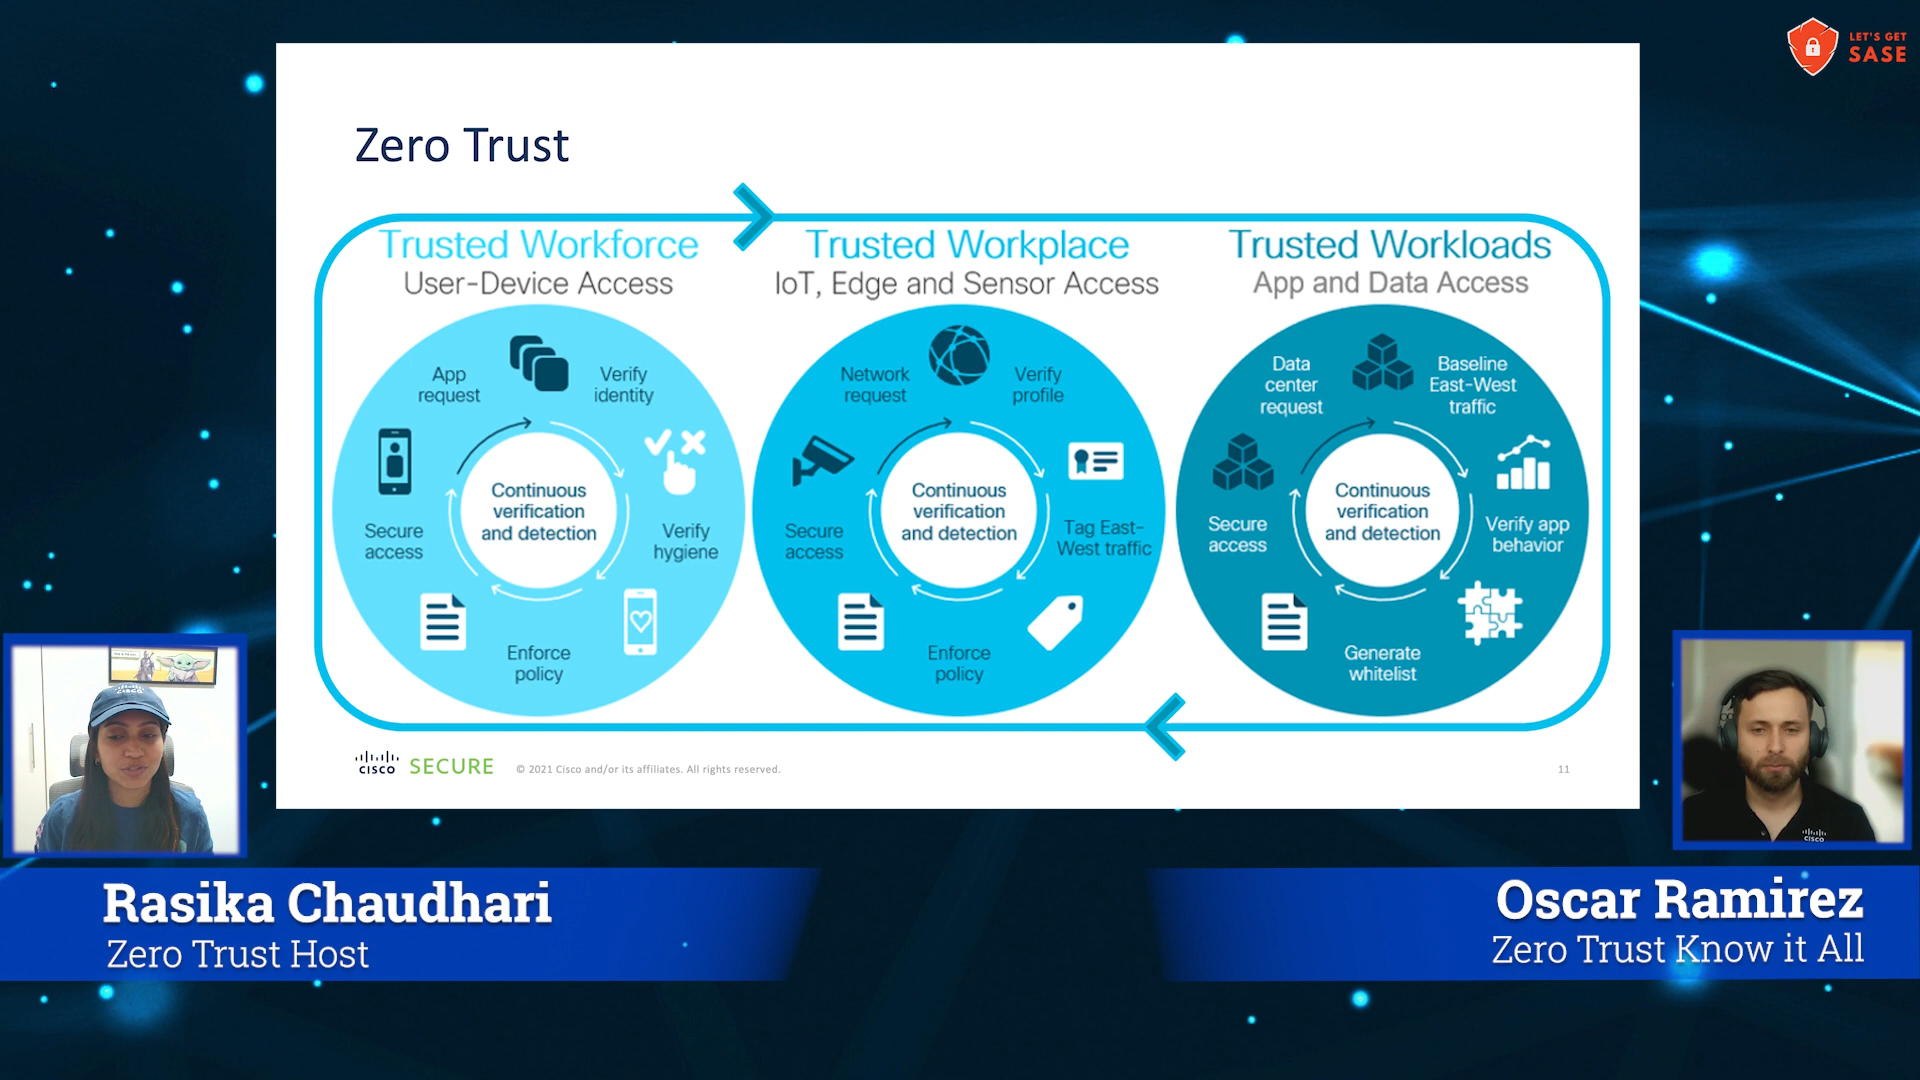 LET'S GET
SASE
Zero Trust
Trusted Workforce
User-Device Access
App
request
Verify
identity
Verify
hygiene
Enforce
policy
Secure
access
Continuous
verification
and detection
Trusted Workplace
IoT, Edge and Sensor Access
Network
request
Verify
profile
Tag East-
West traffic
Enforce
policy
Secure
access
Continuous
verification
and detection
Trusted Workloads
App and Data Access
Data
center
request
Baseline
East-West
traffic
Verify app
behavior
Generate
whitelist
Secure
access
Continuous
verification
and detection
CISCO SECURE
© 2021 Cisco and/or its affiliates. All rights reserved.
11
CISCO
CISCO
Rasika Chaudhari
Zero Trust Host
Oscar Ramirez
Zero Trust Know it All